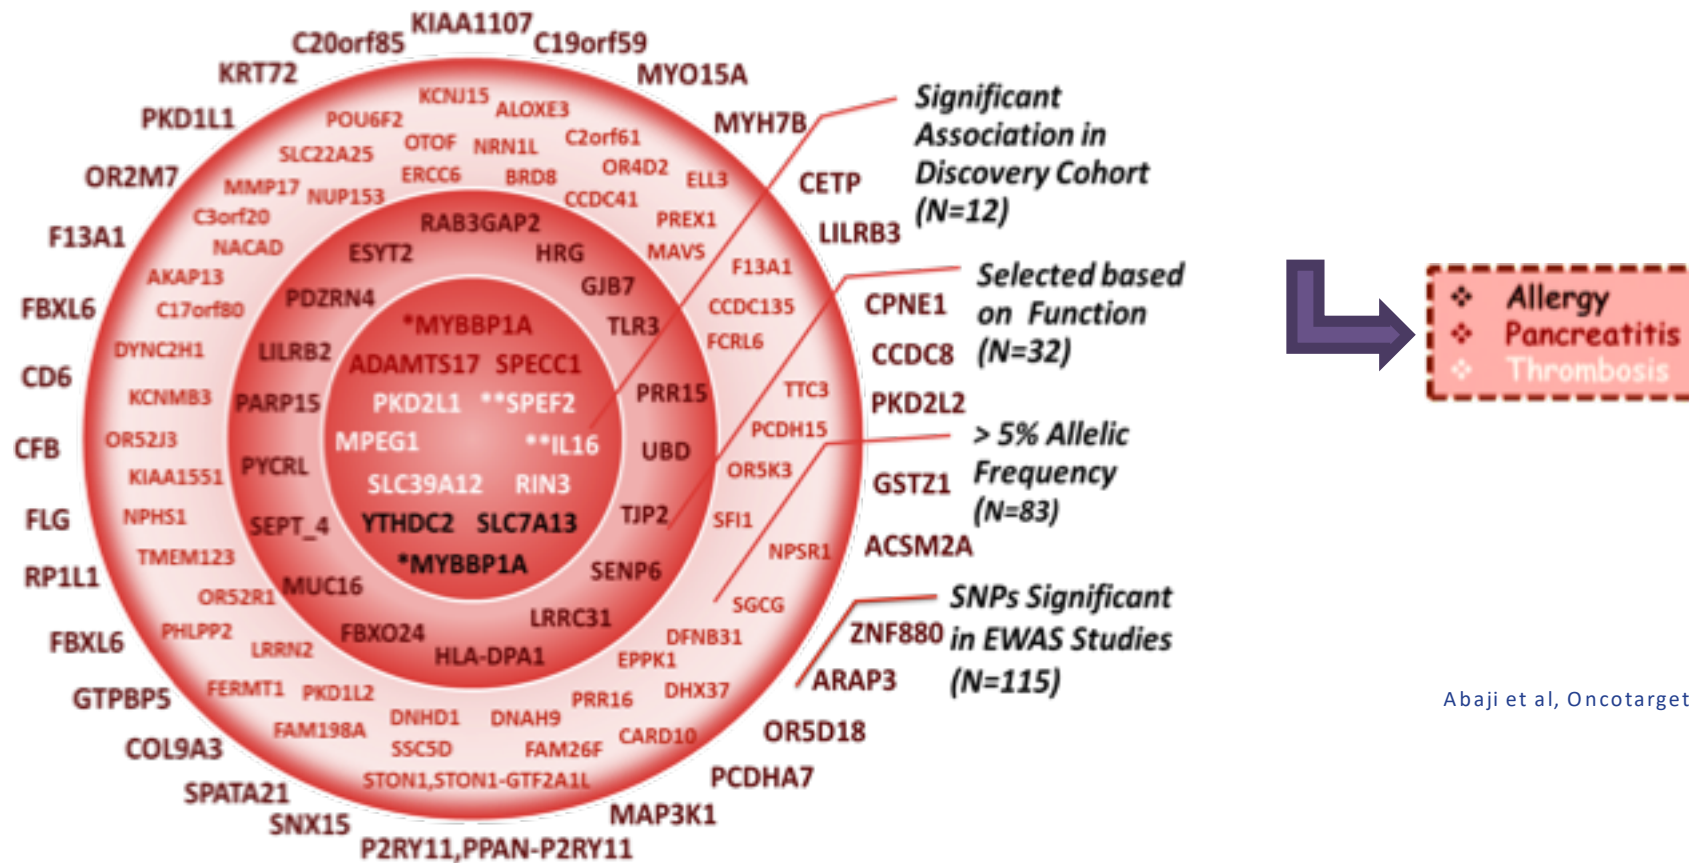 KIAA1107
C20orf85
C19orf59
KRT72
MYO15A
PKD1L1
MYH7B
OR2M7
CETP
F13A1
LILRB3
FBXL6
CPNE1
CD6
CCDC8
PKD2L2
CFB
GSTZ1
FLG
ACSM2A
RP1L1
ZNF880
FBXL6
ARAP3
GTPBP5
OR5D18
COL9A3
PCDHA7
SPATA21
MAP3K1
SNX15
P2RY11,PPAN-P2RY11
KCNJ15
ALOXE3
POU6F2
OTOF
NRN1L
C2orf61
SLC22A25
ERCC6
BRD8
OR4D2
ELL3
MMP17
NUP153
CCDC41
C3orf20
PREX1
NACAD
MAVS
AKAP13
F13A1
C17orf80
CCDC135
DYNC2H1
FCRL6
KCNMB3
TTC3
OR52J3
PCDH15
KIAA1551
OR5K3
NPHS1
SFI1
TMEM123
NPSR1
OR52R1
SGCG
PHLPP2
LRRN2
DFNB31
EPPK1
FERMT1
PKD1L2
PRR16
DHX37
FAM198A
DNHD1
DNAH9
CARD10
SSC5D
FAM26F
STON1,STON1-GTF2A1L
RAB3GAP2
ESYT2
HRG
PDZRN4
GJB7
LILRB2
TLR3
PARP15
PRR15
PYCRL
UBD
SEPT_4
TJP2
MUC16
SENP6
FBXO24
LRRC31
HLA-DPA1
*MYBBP1A
ADAMTS17 SPECC1
PKD2L1 **SPEF2
MPEG1 **IL16
SLC39A12 RIN3
YTHDC2 SLC7A13
*MYBBP1A
Significant
Association in
Discovery Cohort
(N=12)
Selected based
on Function
(N=32)
> 5% Allelic
Frequency
(N=83)
SNPs Significant
in EWAS Studies
(N=115)
❖ Allergy
❖ Pancreatitis
❖ Thrombosis
Abaji et al, Oncotarget